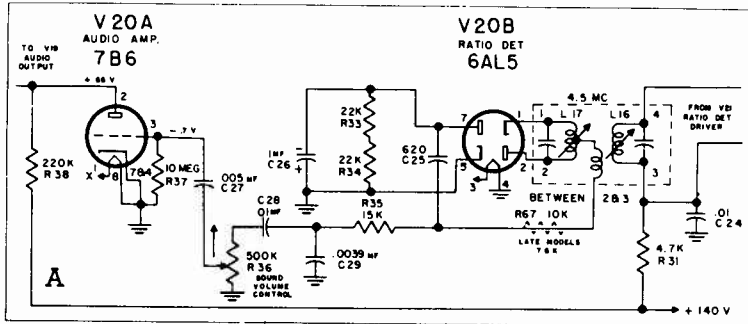 V20A
AUDIO AMP.
7B6
V20B
RATIO DET
6AL5
TO V19
AUDIO
OUTPUT
+ 66 V
2
3
-.7V
220K
R38
X
1
8
7&4
10 MEG
R37
.005 MF
C27
C28
.01 MF
500K
R36
SOUND
VOLUME
CONTROL
1MF
C26
+
22K
R33
22K
R34
R35
15K
.0039 MF
C29
620
C25
7
5
1
2
3
4
4.5 MC
L17
L16
4
3
1
2
BETWEEN
2&3
R67 10K
LATE MODELS
7.6 K
FROM V21
RATIO DET
DRIVER
.01
C24
4.7K
R31
+140V
A